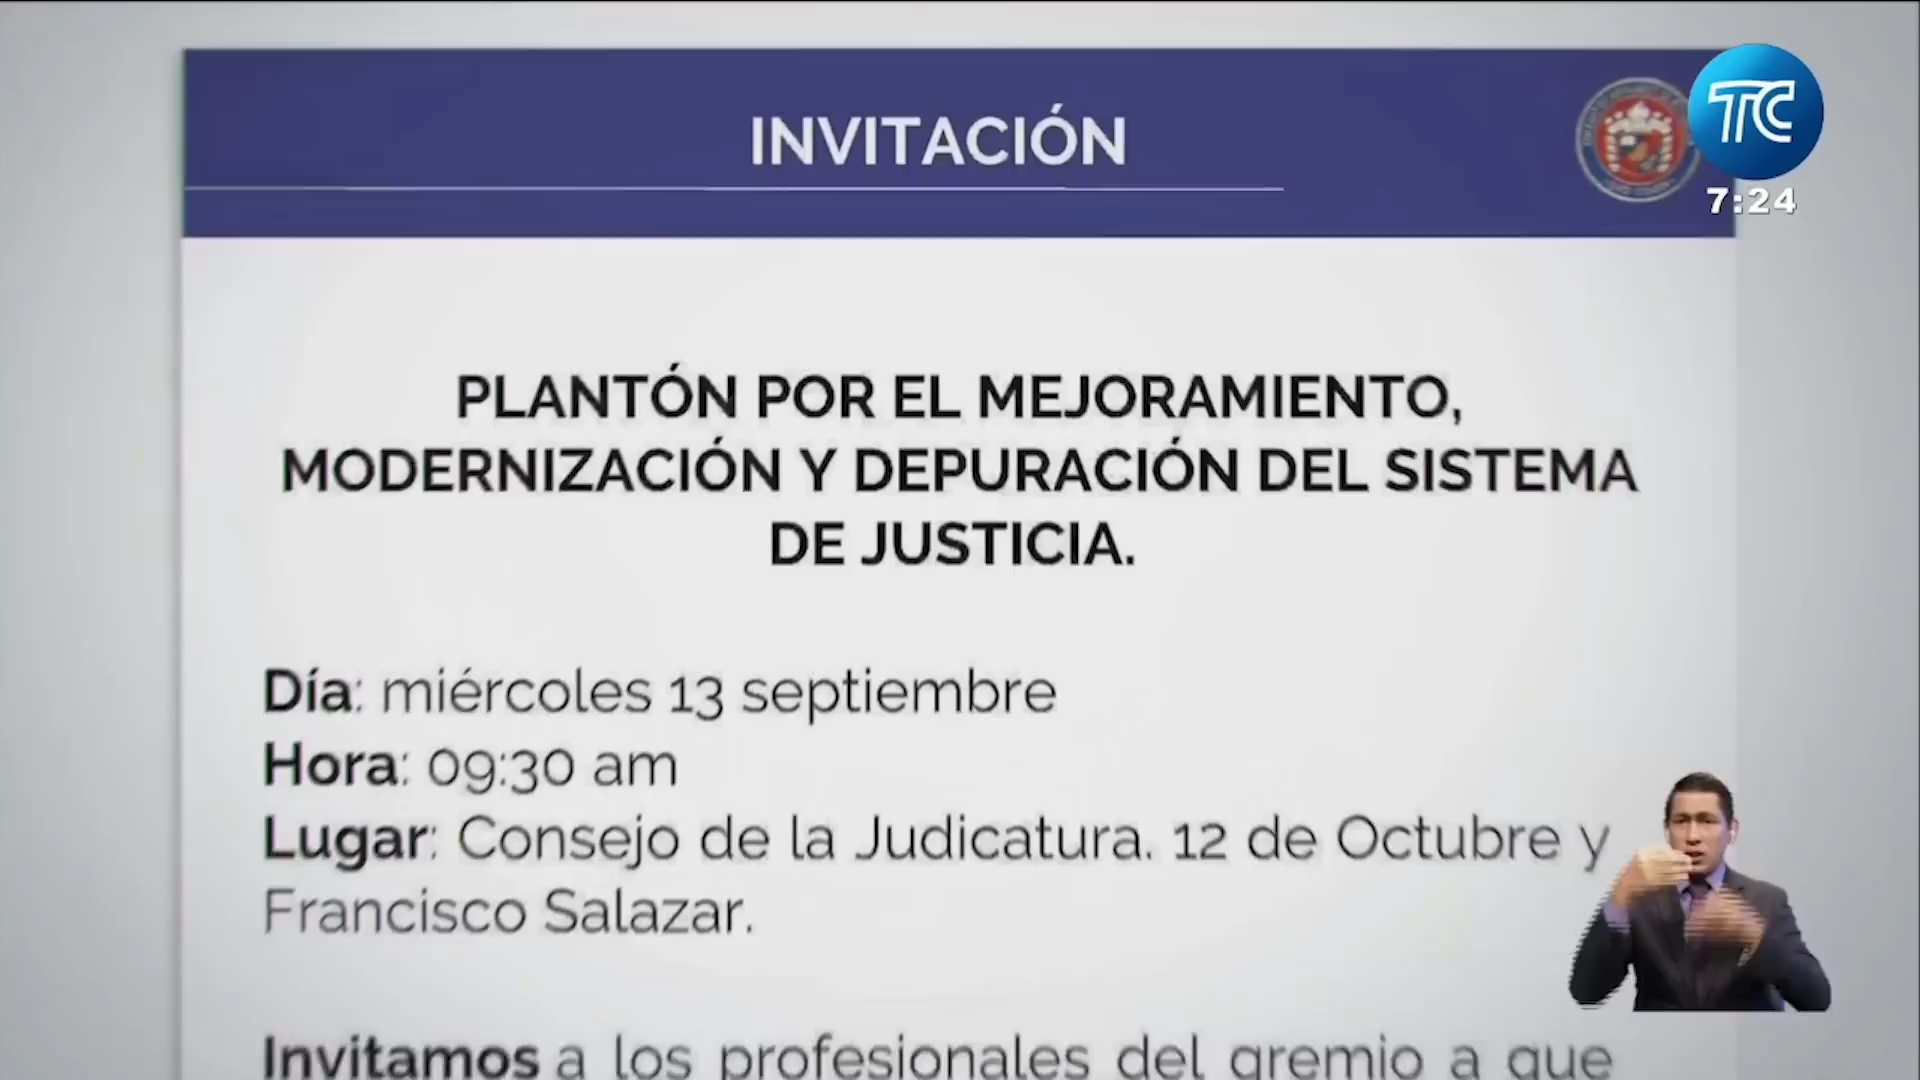 INVITACIÓN
TC
7:24
PLANTÓN POR EL MEJORAMIENTO,
MODERNIZACIÓN Y DEPURACIÓN DEL SISTEMA
DE JUSTICIA.
Día: miércoles 13 septiembre
Hora: 09:30 am
Lugar: Consejo de la Judicatura. 12 de Octubre y
Francisco Salazar.
Invitamos a los profesionales del gremio a que